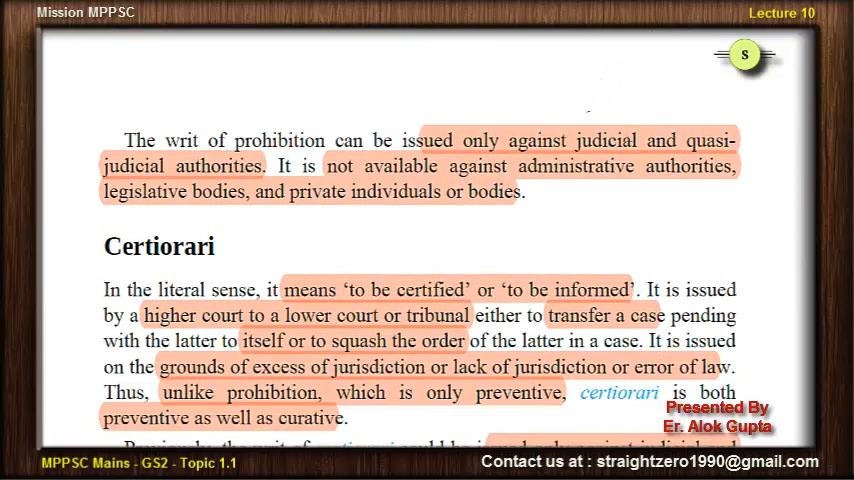 Mission MPPSC
Lecture 10
S
The writ of prohibition can be issued only against judicial and quasi-
judicial authorities. It is not available against administrative authorities,
legislative bodies, and private individuals or bodies.
Certiorari
In the literal sense, it means ‘to be certified’ or ‘to be informed’. It is issued
by a higher court to a lower court or tribunal either to transfer a case pending
with the latter to itself or to squash the order of the latter in a case. It is issued
on the grounds of excess of jurisdiction or lack of jurisdiction or error of law.
Thus, unlike prohibition, which is only preventive, certiorari is both
preventive as well as curative.
Presented By
Er. Alok Gupta
MPPSC Mains - GS2 - Topic 1.1
Contact us at : straightzero1990@gmail.com